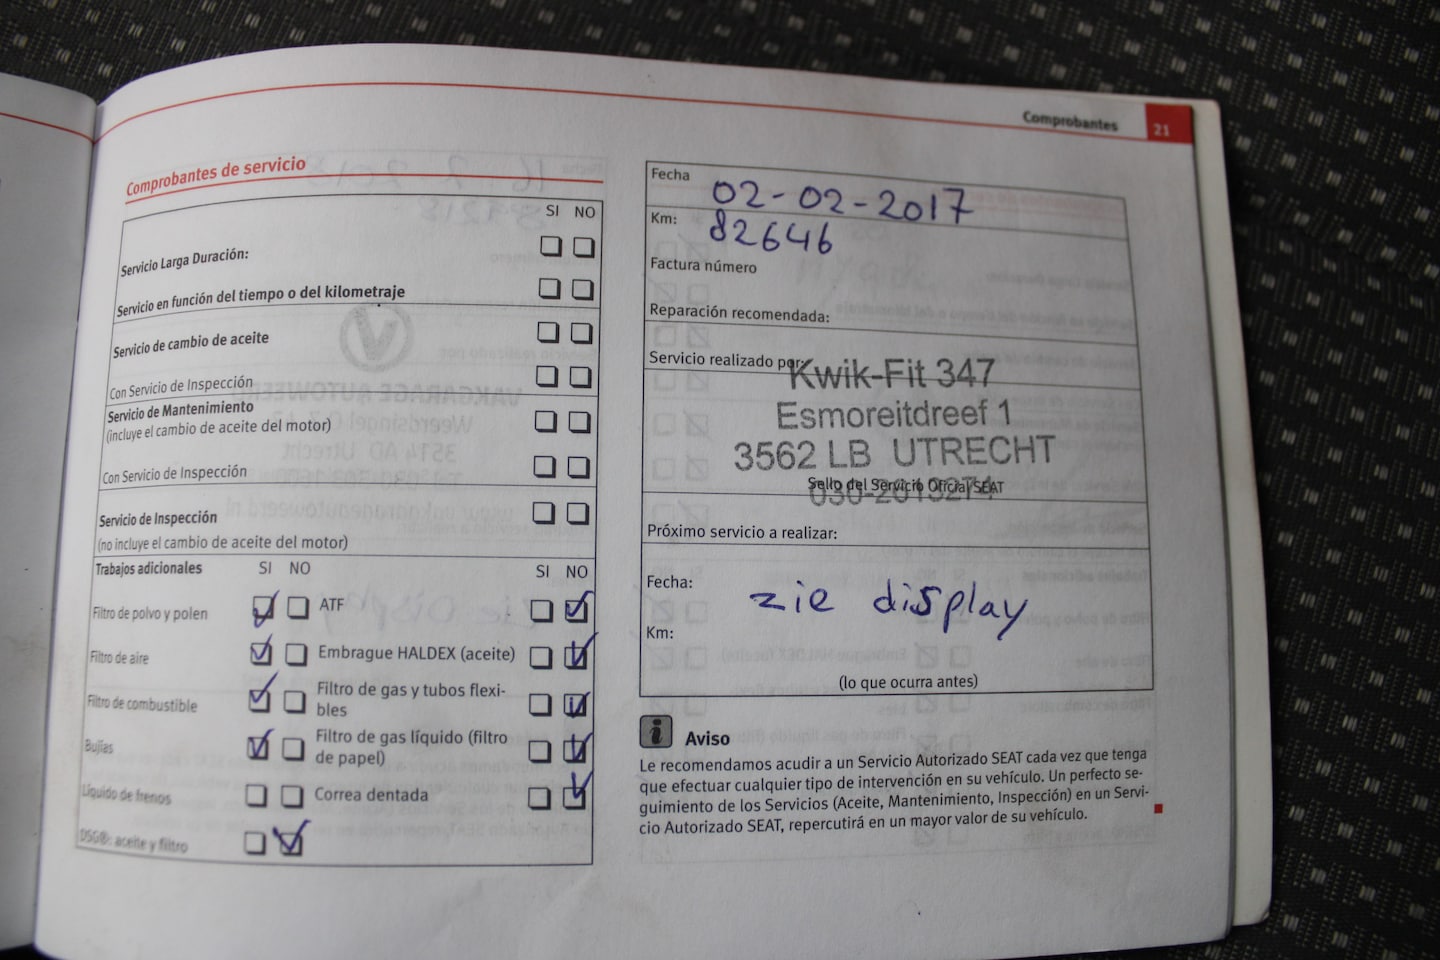 Comprobantes 21
Comprobantes de servicio
SI NO
Servicio Larga Duración:
Servicio en función del tiempo o del kilometraje
Servicio de cambio de aceite
Con Servicio de Inspección
Servicio de Mantenimiento
(incluye el cambio de aceite del motor)
Con Servicio de Inspección
Servicio de Inspección
(no incluye el cambio de aceite del motor)
Trabajos adicionales SI NO SI NO
Filtro de polvo y polen ATF
Filtro de aire Embrague HALDEX (aceite)
Filtro de combustible Filtro de gas y tubos flexi-
bles
Bujías Filtro de gas líquido (filtro
de papel)
Líquido de frenos Correa dentada
DSG®: aceite y filtro
Fecha 02-02-2017
Km: 82646
Factura número
Reparación recomendada:
Servicio realizado por:
Kwik-Fit 347
Esmoreitdreef 1
3562 LB UTRECHT
Sello del Servicio Oficial SEAT
Próximo servicio a realizar:
Fecha: zie display
Km:
(lo que ocurra antes)
i Aviso
Le recomendamos acudir a un Servicio Autorizado SEAT cada vez que tenga
que efectuar cualquier tipo de intervención en su vehículo. Un perfecto se-
guimiento de los Servicios (Aceite, Mantenimiento, Inspección) en un Servi-
cio Autorizado SEAT, repercutirá en un mayor valor de su vehículo.